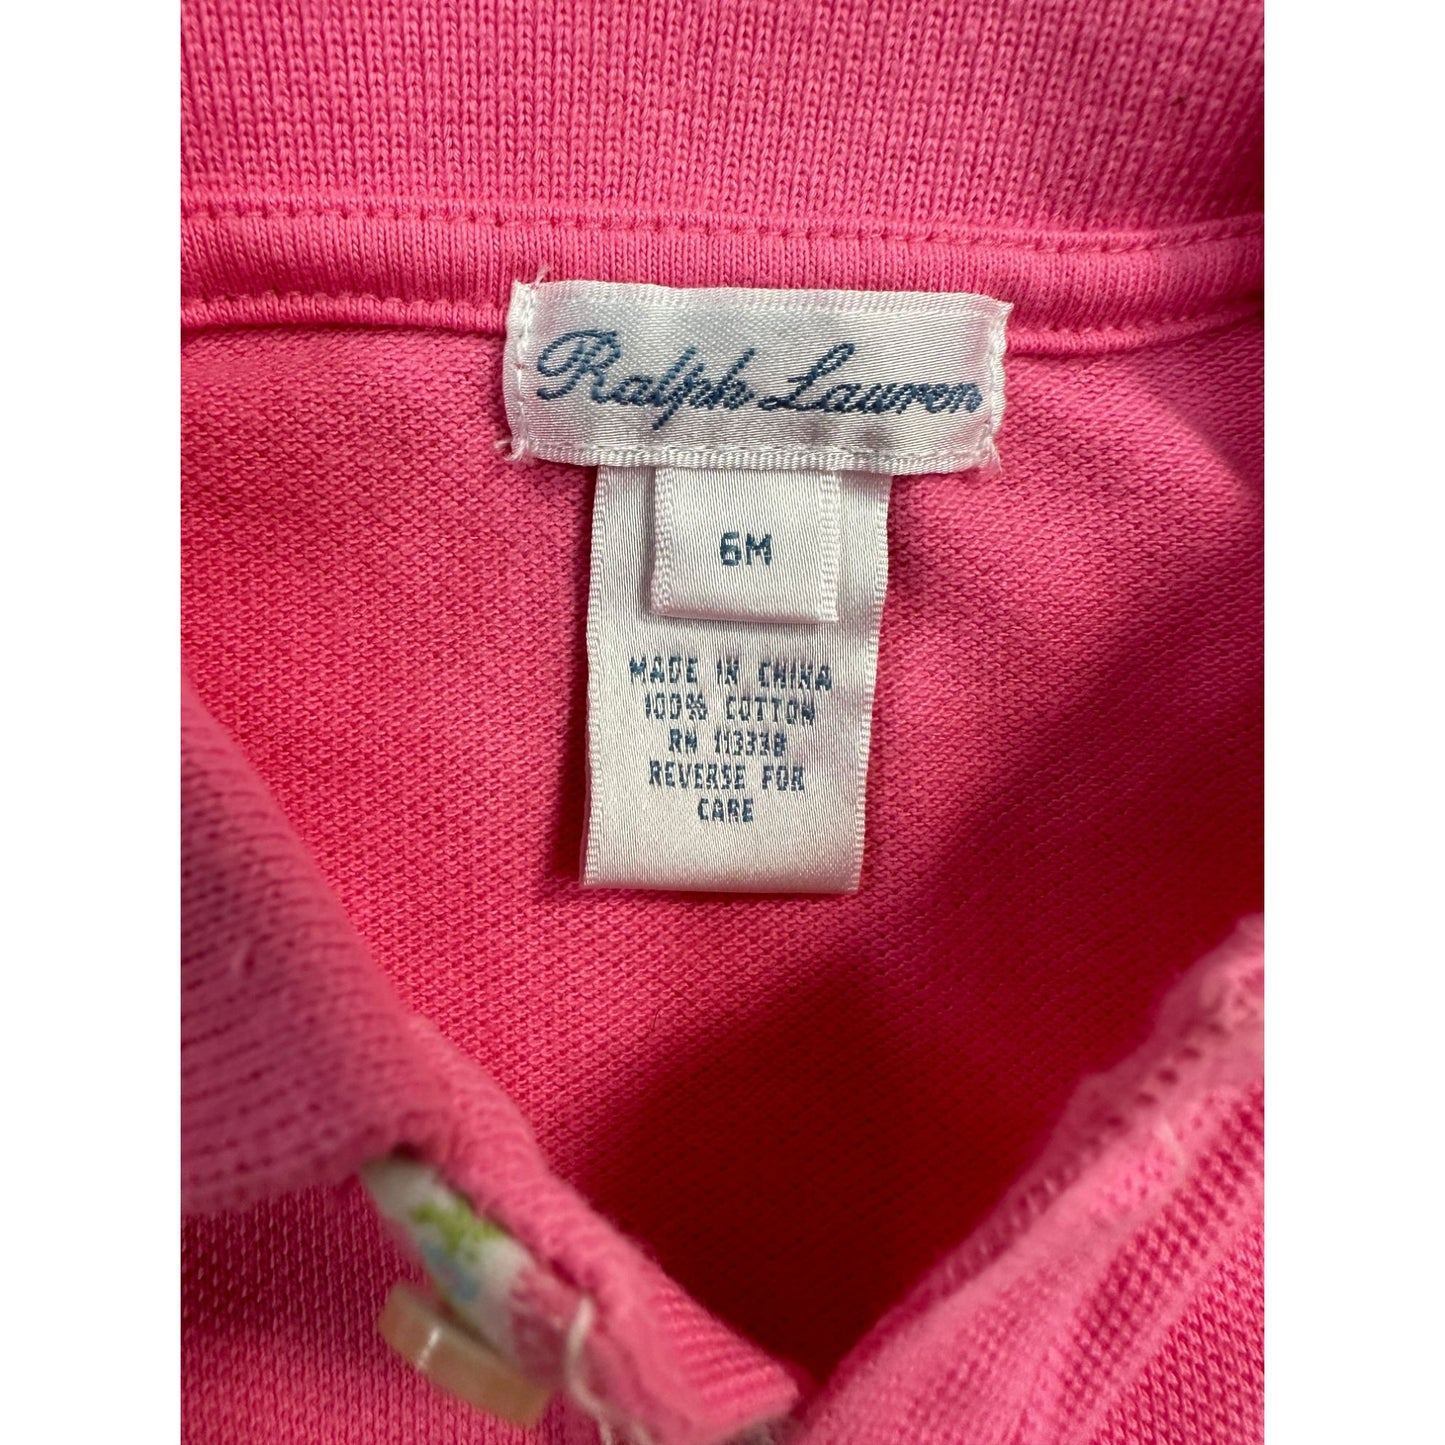 Ralph Lauren
6M
MADE IN CHINA
100% COTTON
RN 113338
REVERSE FOR
CARE